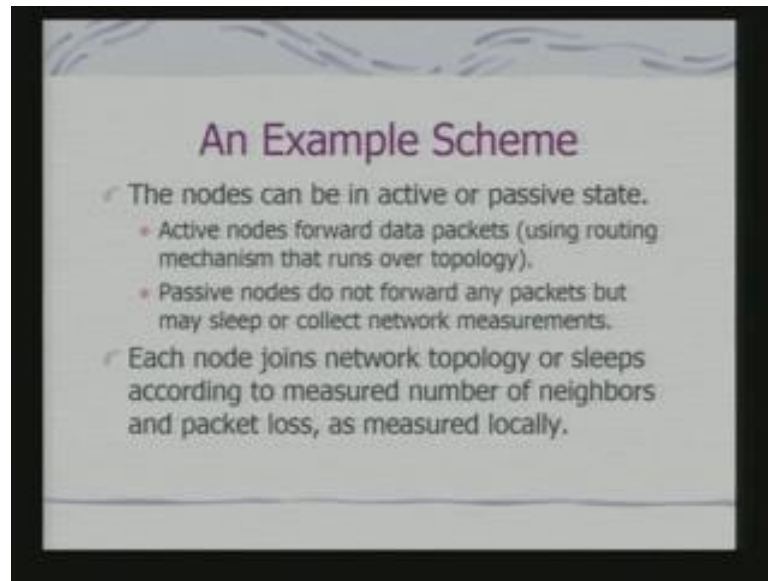 An Example Scheme
The nodes can be in active or passive state.
Active nodes forward data packets (using routing
mechanism that runs over topology).
Passive nodes do not forward any packets but
may sleep or collect network measurements.
Each node joins network topology or sleeps
according to measured number of neighbors
and packet loss, as measured locally.